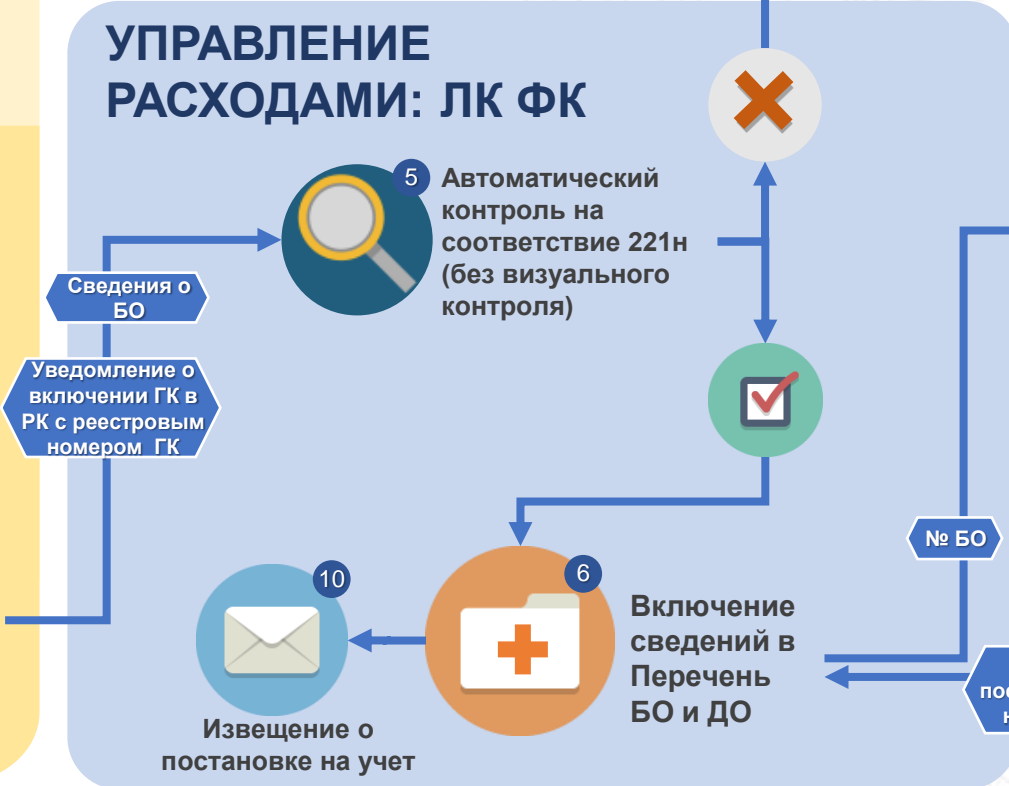 УПРАВЛЕНИЕ
РАСХОДАМИ: ЛК ФК
5
Автоматический
контроль на
соответствие 221н
(без визуального
контроля)
Сведения о
БО
Уведомление о
включении ГК в
РК с реестровым
номером ГК
№ БО
10
6
Включение
сведений в
Перечень
БО и ДО
Извещение о
постановке на учет